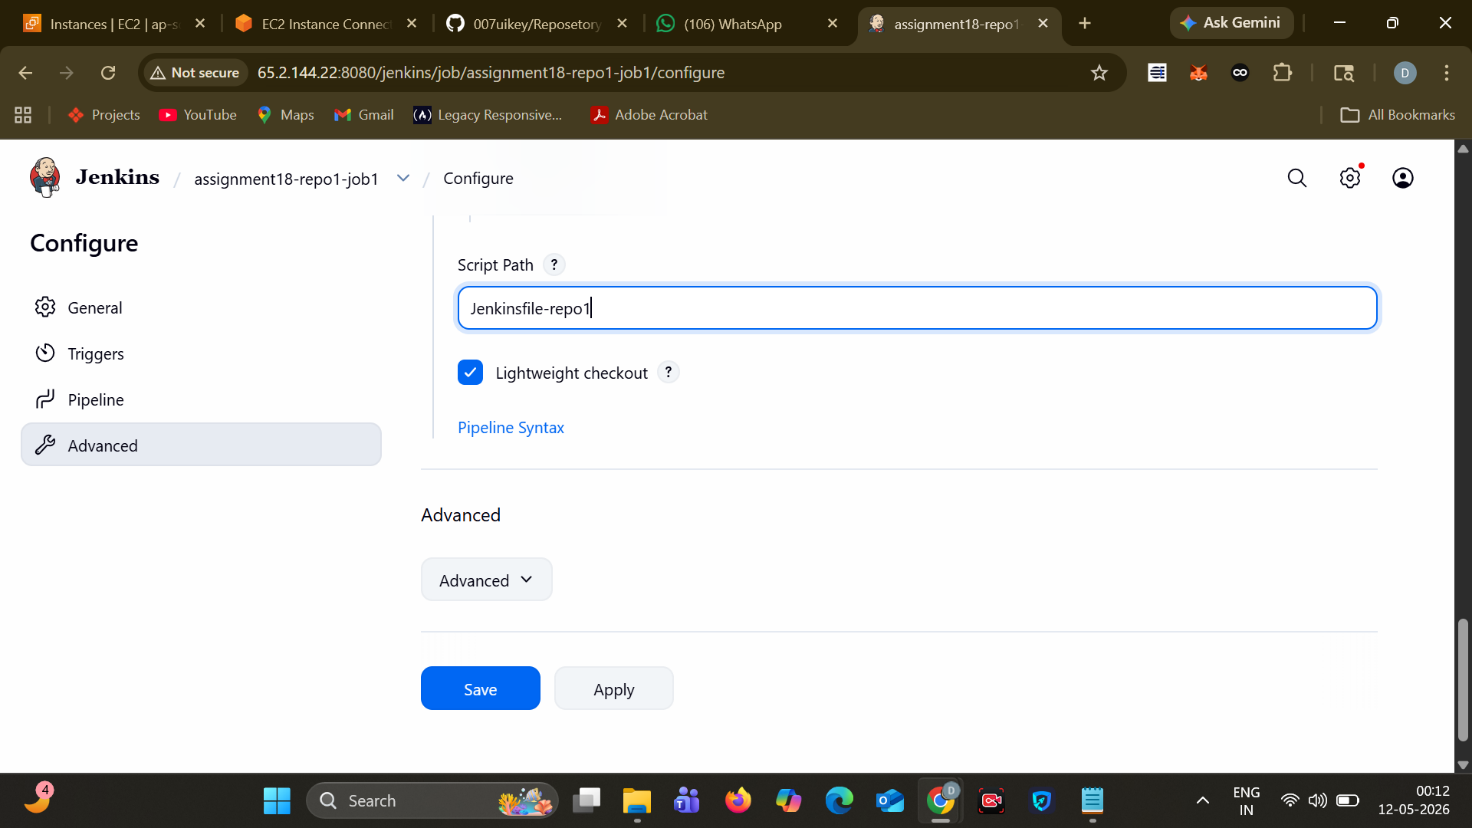 Instances | EC2 | ap-s
EC2 Instance Connect
007uikey/Reposetory
(106) WhatsApp
assignment18-repo1
Ask Gemini
Not secure
65.2.144.22:8080/jenkins/job/assignment18-repo1-job1/configure
D
Projects
YouTube
Maps
Gmail
Legacy Responsive...
Adobe Acrobat
All Bookmarks
Jenkins / assignment18-repo1-job1 / Configure
Configure
General
Triggers
Pipeline
Advanced
Script Path ?
Jenkinsfile-repo1
Lightweight checkout ?
Pipeline Syntax
Advanced
Advanced
Save
Apply
4
Search
D
ENG
IN
00:12
12-05-2026